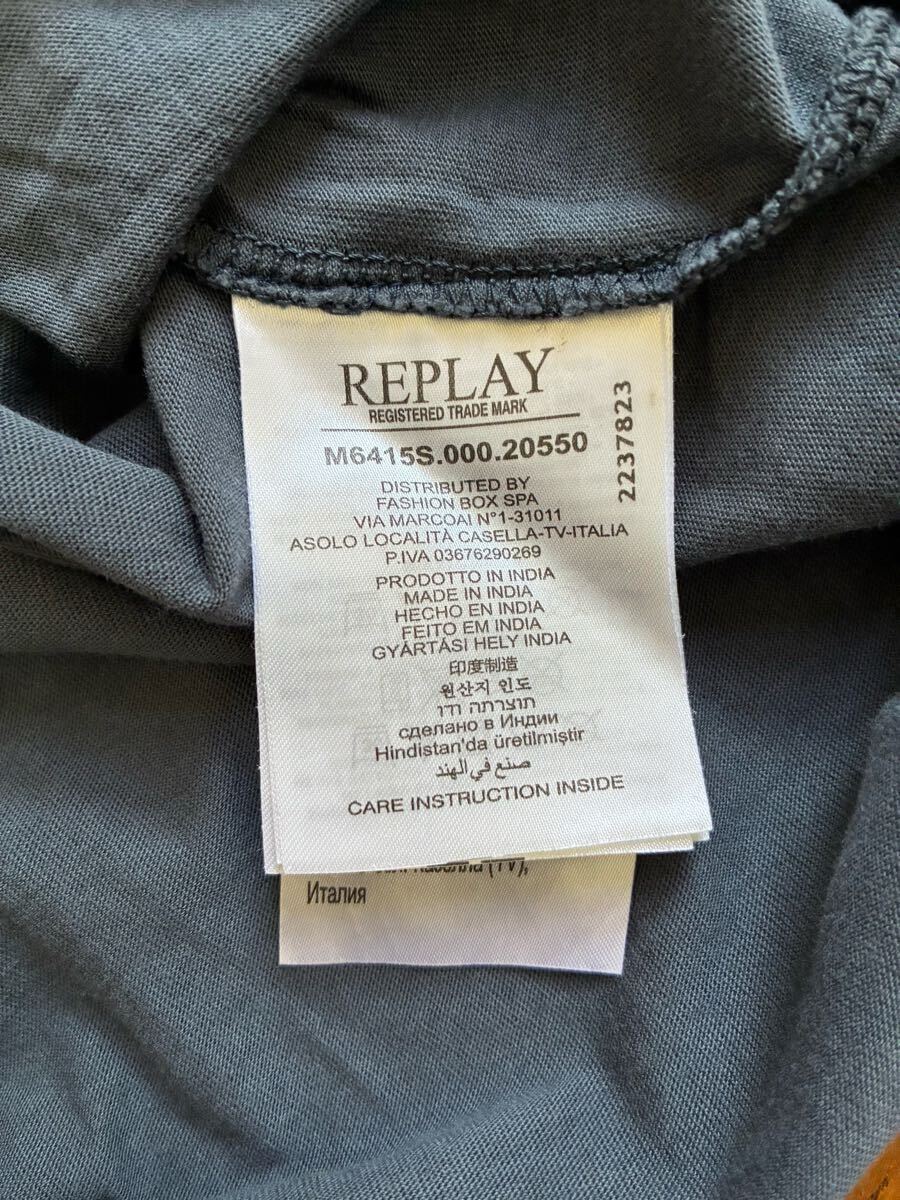 REPLAY
REGISTERED TRADE MARK
M6415S.000.20550
2237823
DISTRIBUTED BY
FASHION BOX SPA
VIA MARCOAI N°1-31011
ASOLO LOCALITÀ CASELLA-TV-ITALIA
P.IVA 03676290269
PRODOTTO IN INDIA
MADE IN INDIA
HECHO EN INDIA
FEITO EM INDIA
GYÁRTÁSI HELY INDIA
印度制造
원산지 인도
תוצרתה ודו
сделано в Индии
Hindistan'da üretilmiştir
صنع في الهند
CARE INSTRUCTION INSIDE
(TV),
Италия